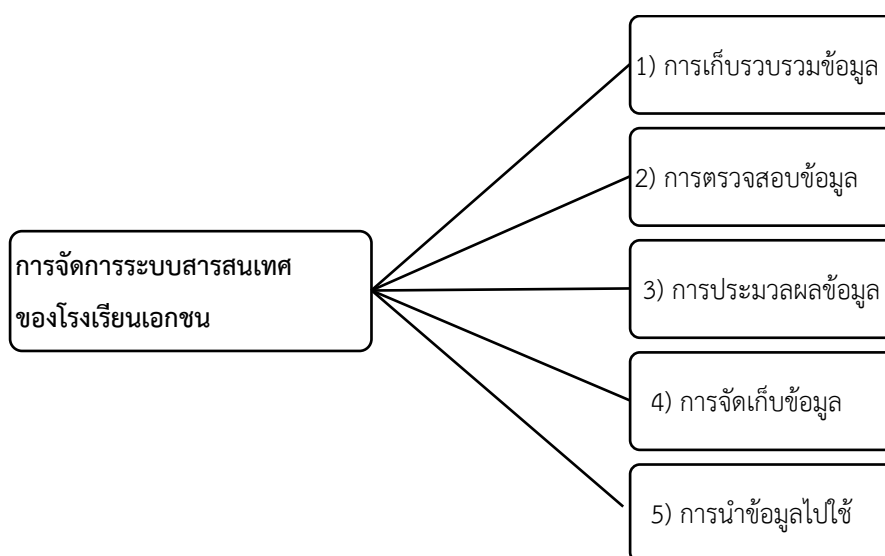 การจัดการระบบสารสนเทศ
ของโรงเรียนเอกชน
1) การเก็บรวบรวมข้อมูล
2) การตรวจสอบข้อมูล
3) การประมวลผลข้อมูล
4) การจัดเก็บข้อมูล
5) การนำข้อมูลไปใช้